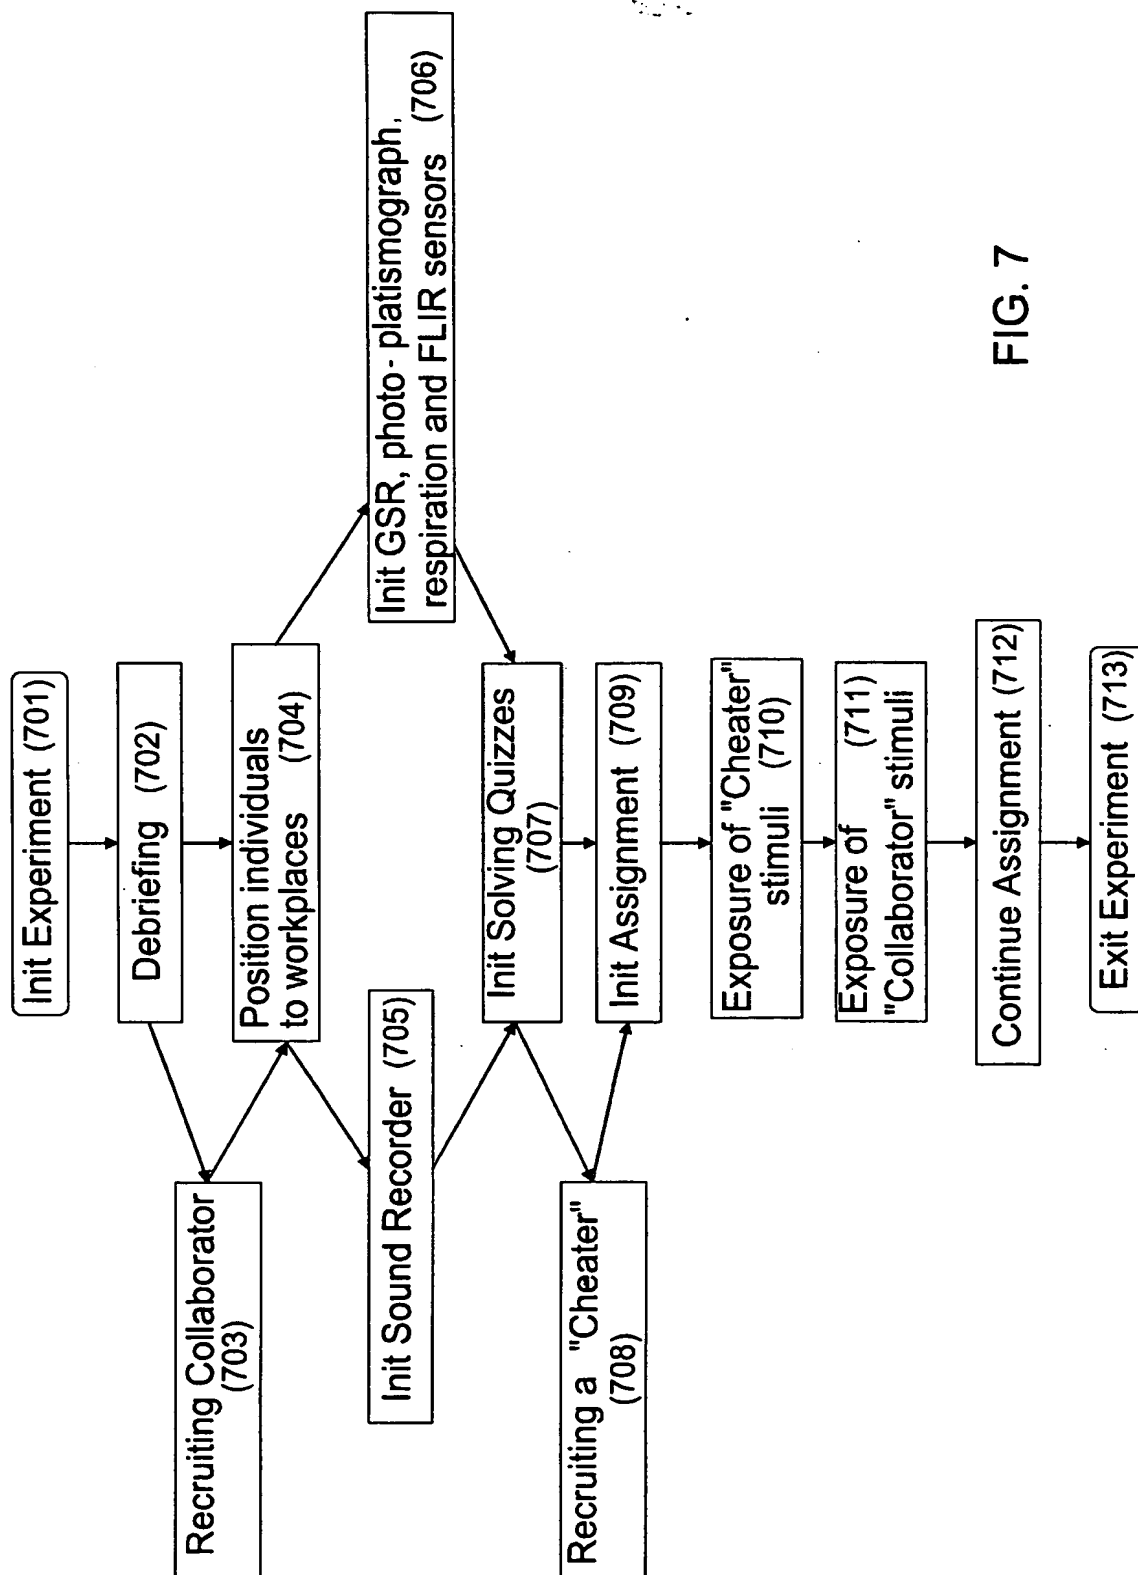 Init Experiment (701)
Debriefing (702)
Recruiting Collaborator
(703)
Position individuals
to workplaces (704)
Init Sound Recorder (705)
Init GSR, photo- platismograph,
respiration and FLIR sensors (706)
Init Solving Quizzes
(707)
Recruiting a "Cheater"
(708)
Init Assignment (709)
Exposure of "Cheater"
stimuli (710)
Exposure of (711)
"Collaborator" stimuli
Continue Assignment (712)
Exit Experiment (713)
FIG. 7